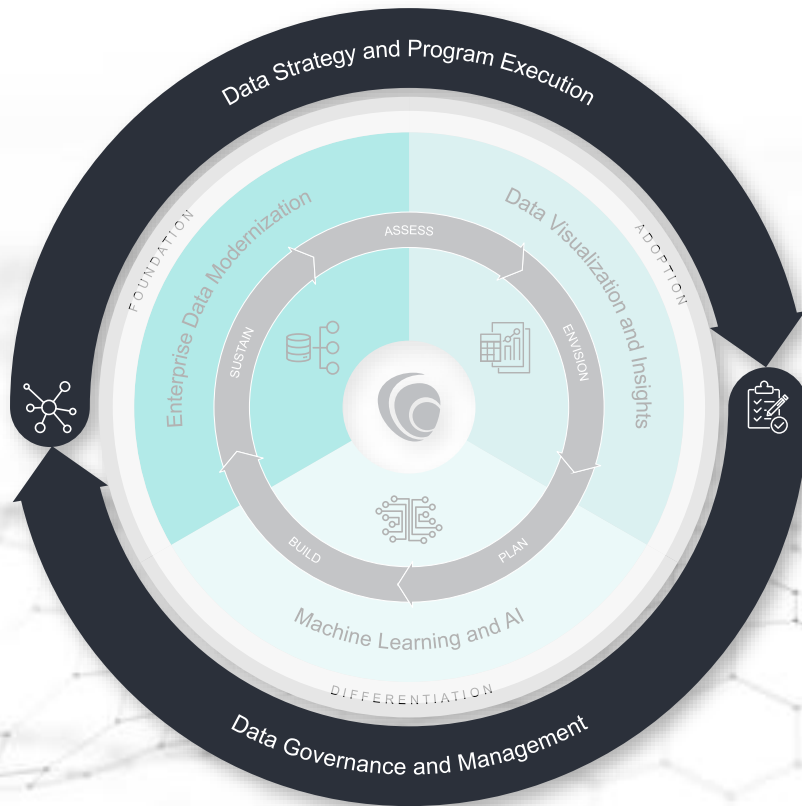 Data Strategy and Program Execution
FOUNDATION
ADOPTION
Enterprise Data Modernization
Data Visualization and Insights
ASSESS
ENVISION
PLAN
BUILD
SUSTAIN
Machine Learning and AI
DIFFERENTIATION
Data Governance and Management